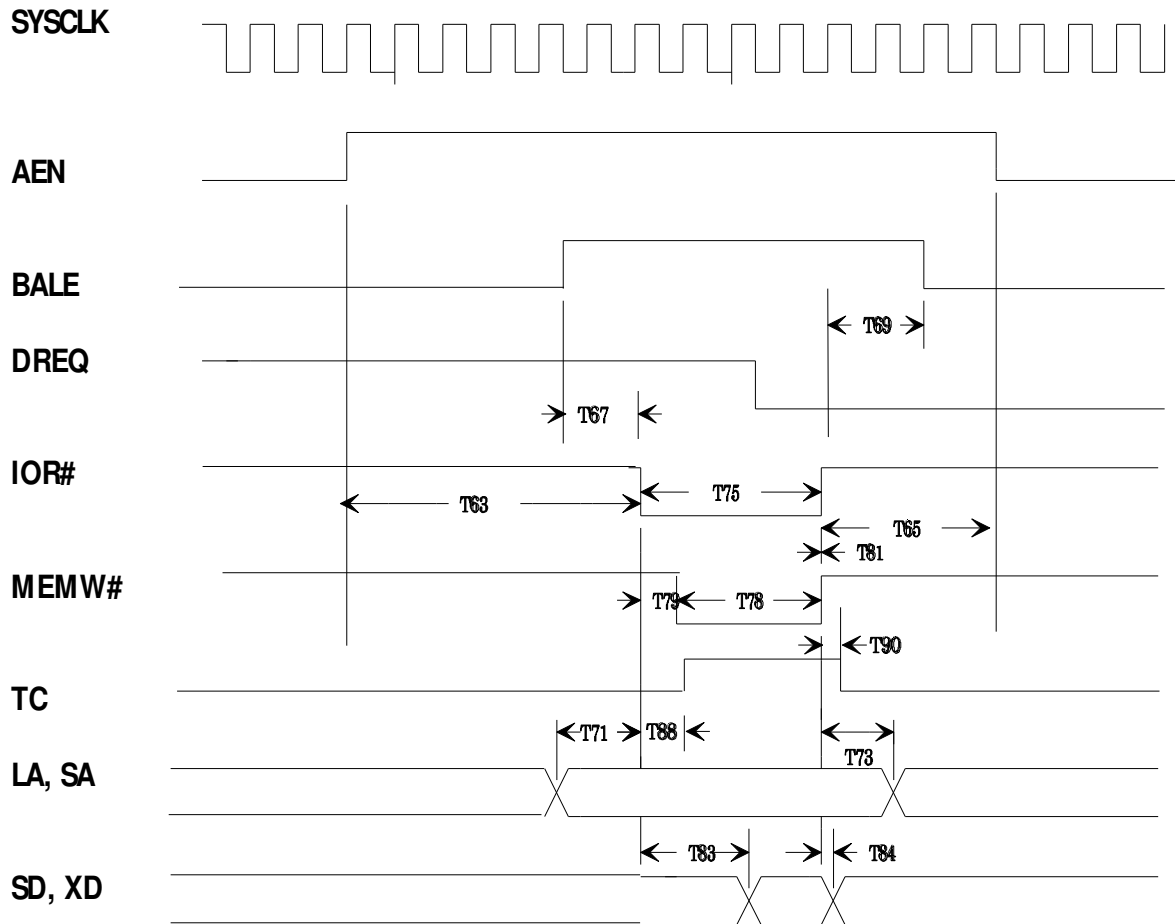 SYSCLK
AEN
BALE
T69
DREQ
T67
IOR#
T75
T63
T65
T81
MEMW#
T79
T78
T90
TC
T71
T88
T73
LA, SA
T83
T84
SD, XD